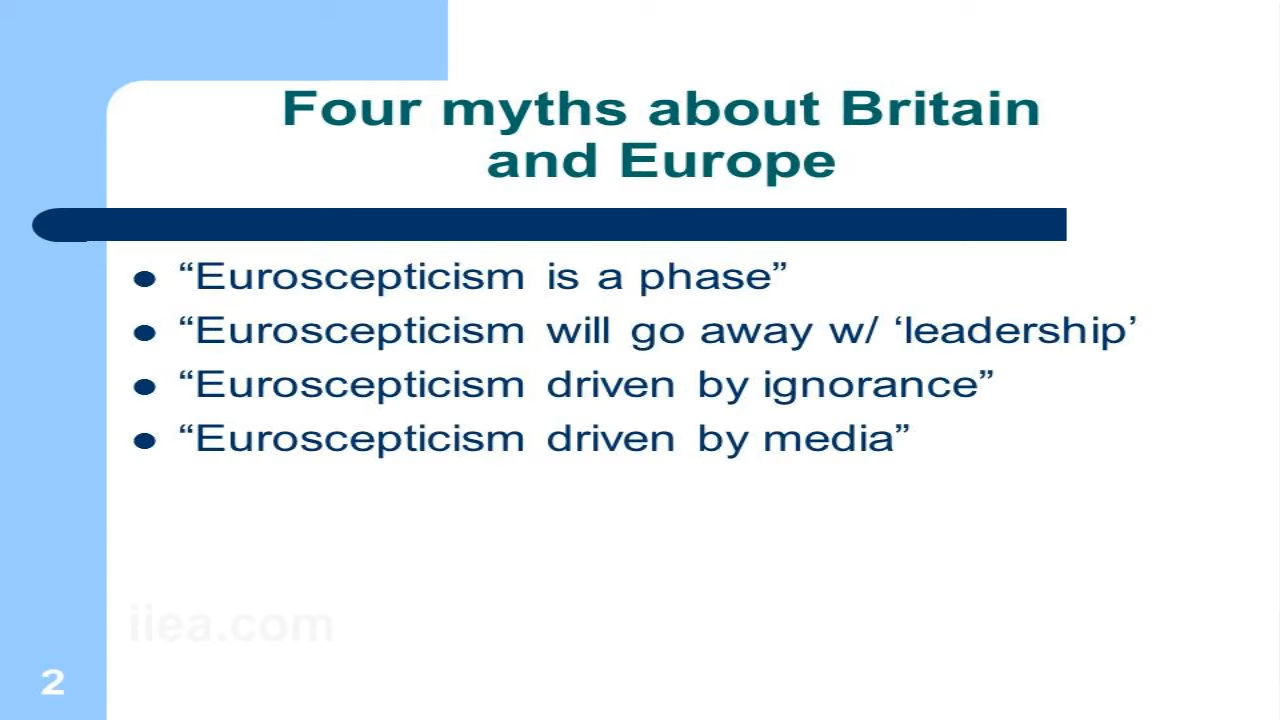 Four myths about Britain
and Europe
● “Euroscepticism is a phase”
● “Euroscepticism will go away w/ ‘leadership’
● “Euroscepticism driven by ignorance”
● “Euroscepticism driven by media”
iiea.com
2